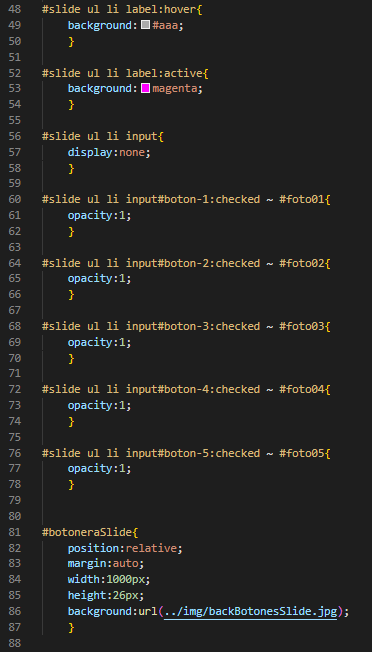 48 #slide ul li label:hover{
49 background: #aaa;
50 }
51
52 #slide ul li label:active{
53 background: magenta;
54 }
55
56 #slide ul li input{
57 display:none;
58 }
59
60 #slide ul li input#boton-1:checked ~ #foto01{
61 opacity:1;
62 }
63
64 #slide ul li input#boton-2:checked ~ #foto02{
65 opacity:1;
66 }
67
68 #slide ul li input#boton-3:checked ~ #foto03{
69 opacity:1;
70 }
71
72 #slide ul li input#boton-4:checked ~ #foto04{
73 opacity:1;
74 }
75
76 #slide ul li input#boton-5:checked ~ #foto05{
77 opacity:1;
78 }
79
80
81 #botoneraSlide{
82 position:relative;
83 margin:auto;
84 width:1000px;
85 height:26px;
86 background:url(../img/backBotonesSlide.jpg);
87 }
88